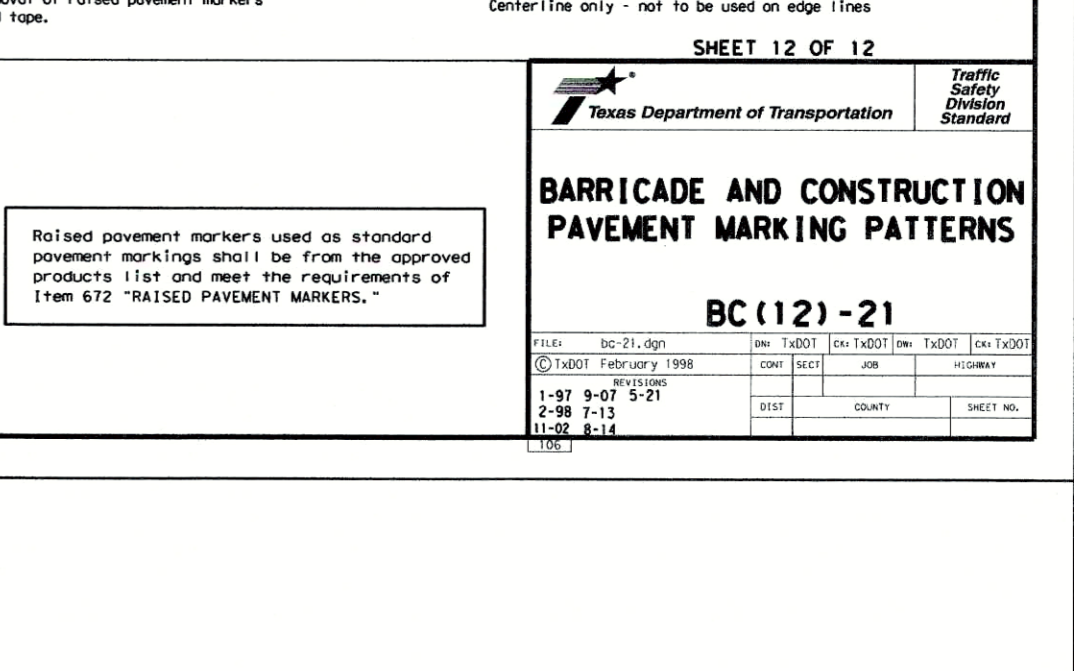 tape.
Centerline only - not to be used on edge lines
SHEET 12 OF 12
Texas Department of Transportation
Traffic
Safety
Division
Standard
BARRICADE AND CONSTRUCTION
PAVEMENT MARKING PATTERNS
Raised pavement markers used as standard
pavement markings shall be from the approved
products list and meet the requirements of
Item 672 "RAISED PAVEMENT MARKERS."
BC(12)-21
FILE: bc-21.dgn DN: TxDOT CK: TxDOT DW: TxDOT CK: TxDOT
© TxDOT February 1998 CONT SECT JOB HIGHWAY
REVISIONS
1-97 9-07 5-21
2-98 7-13
11-02 8-14
DIST COUNTY SHEET NO.
106